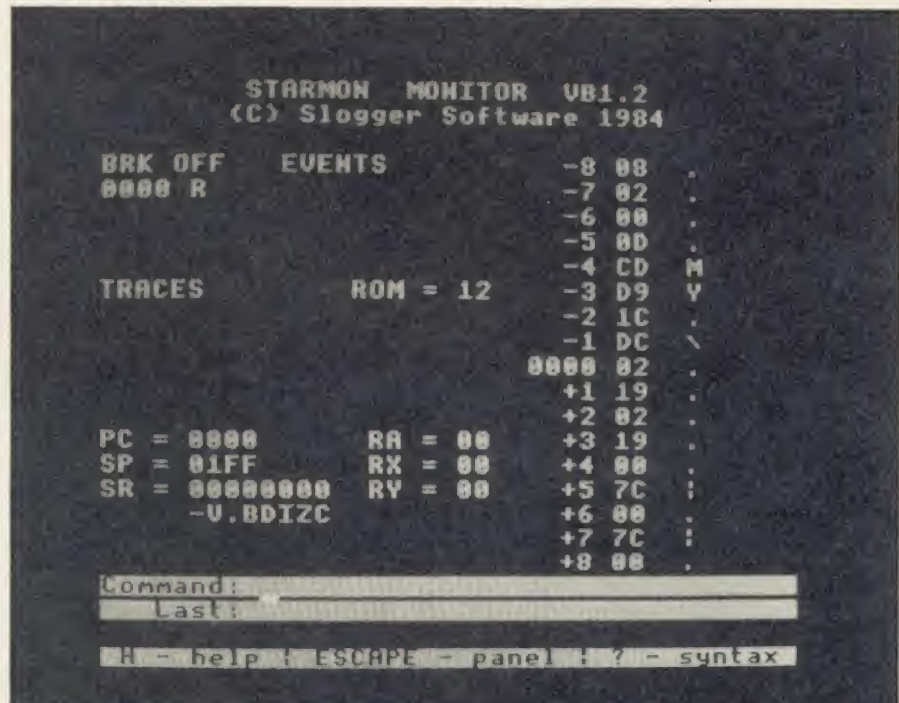 STARMON MONITOR VB1.2
(C) Slogger Software 1984
BRK OFF EVENTS -8 08 .
0000 R -7 02 .
-6 00 .
-5 0D .
-4 CD M
TRACES ROM = 12 -3 D9 Y
-2 1C .
-1 DC \
0000 02 .
+1 19 .
+2 02 .
PC = 0000 RA = 00 +3 19 .
SP = 01FF RX = 00 +4 00 .
SR = 00000000 RY = 00 +5 7C ¦
-V.BDIZC +6 00 .
+7 7C ¦
+8 00 .
Command:
Last:
H - help ¦ ESCAPE - panel ¦ ? - syntax